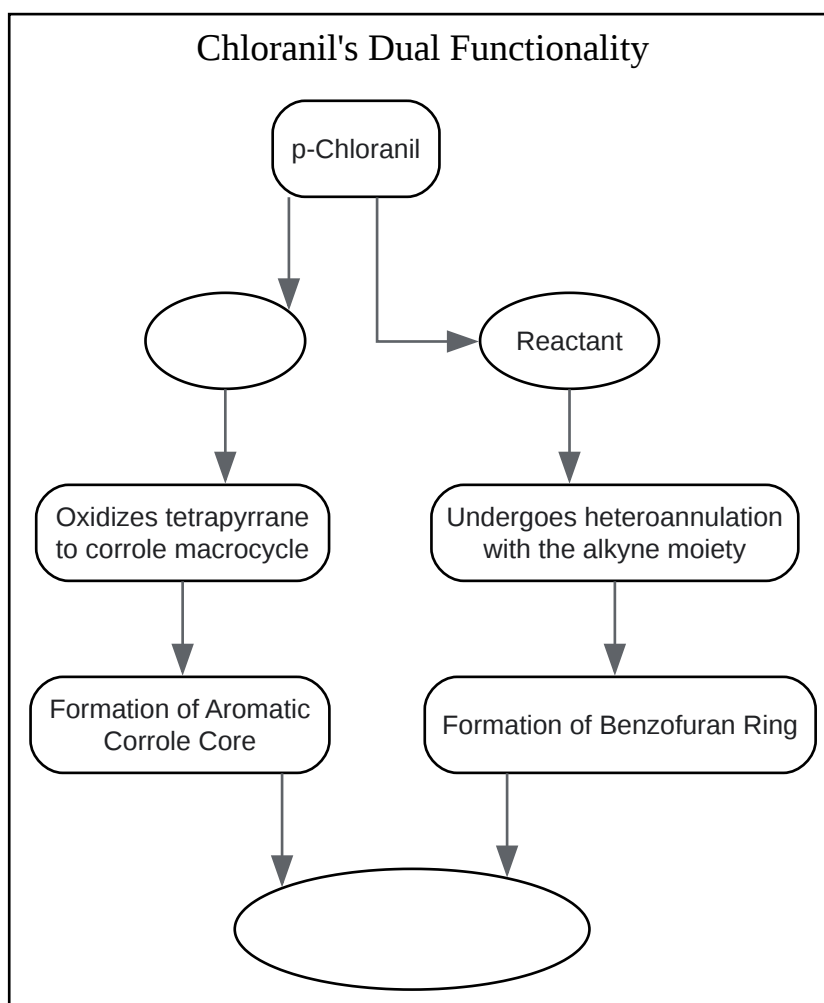 Chloranil's Dual Functionality
p-Chloranil
Reactant
Oxidizes tetrapyrrane
to corrole macrocycle
Undergoes heteroannulation
with the alkyne moiety
Formation of Aromatic
Corrole Core
Formation of Benzofuran Ring